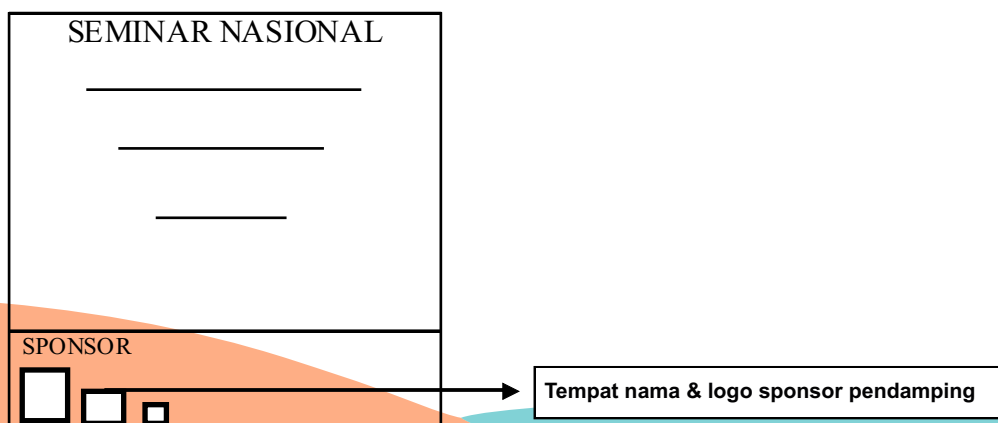 SEMINAR NASIONAL
SPONSOR
Tempat nama & logo sponsor pendamping